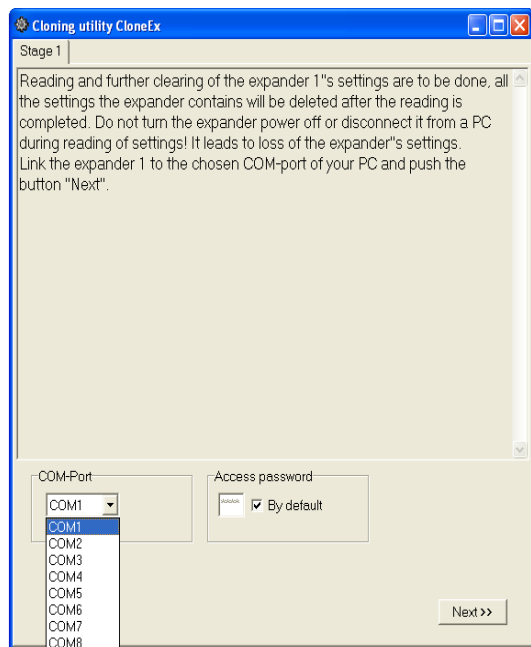 Cloning utility CloneEx
Stage 1
Reading and further clearing of the expander 1"s settings are to be done, all
the settings the expander contains will be deleted after the reading is
completed. Do not turn the expander power off or disconnect it from a PC
during reading of settings! It leads to loss of the expander"s settings.
Link the expander 1 to the chosen COM-port of your PC and push the
button "Next".
COM-Port
Access password
COM1
**** By default
COM1
COM2
COM3
COM4
COM5
COM6
COM7
COM8
Next >>